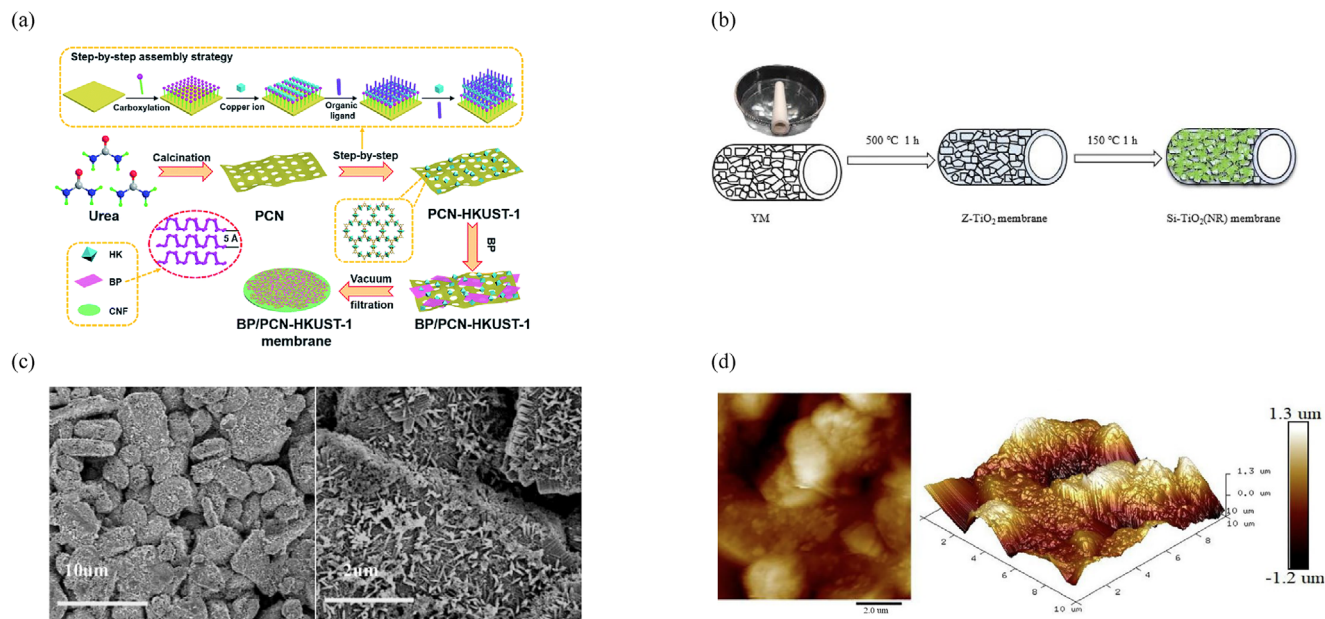 (a)
Step-by-step assembly strategy
Carboxylation
Copper ion
Organic
ligand
Urea
Calcination
PCN
Step-by-step
PCN-HKUST-1
5 Å
BP
HK
BP
CNF
Vacuum
filtration
BP/PCN-HKUST-1
membrane
BP/PCN-HKUST-1
(b)
500 ℃ 1 h
150 ℃ 1 h
YM
Z-TiO2 membrane
Si-TiO2(NR) membrane
(c)
10um
2um
(d)
2.0 um
1.3 um
0.0 um
10 um
10 um
2
4
6
8
2
4
6
8
10 um
1.3 um
-1.2 um